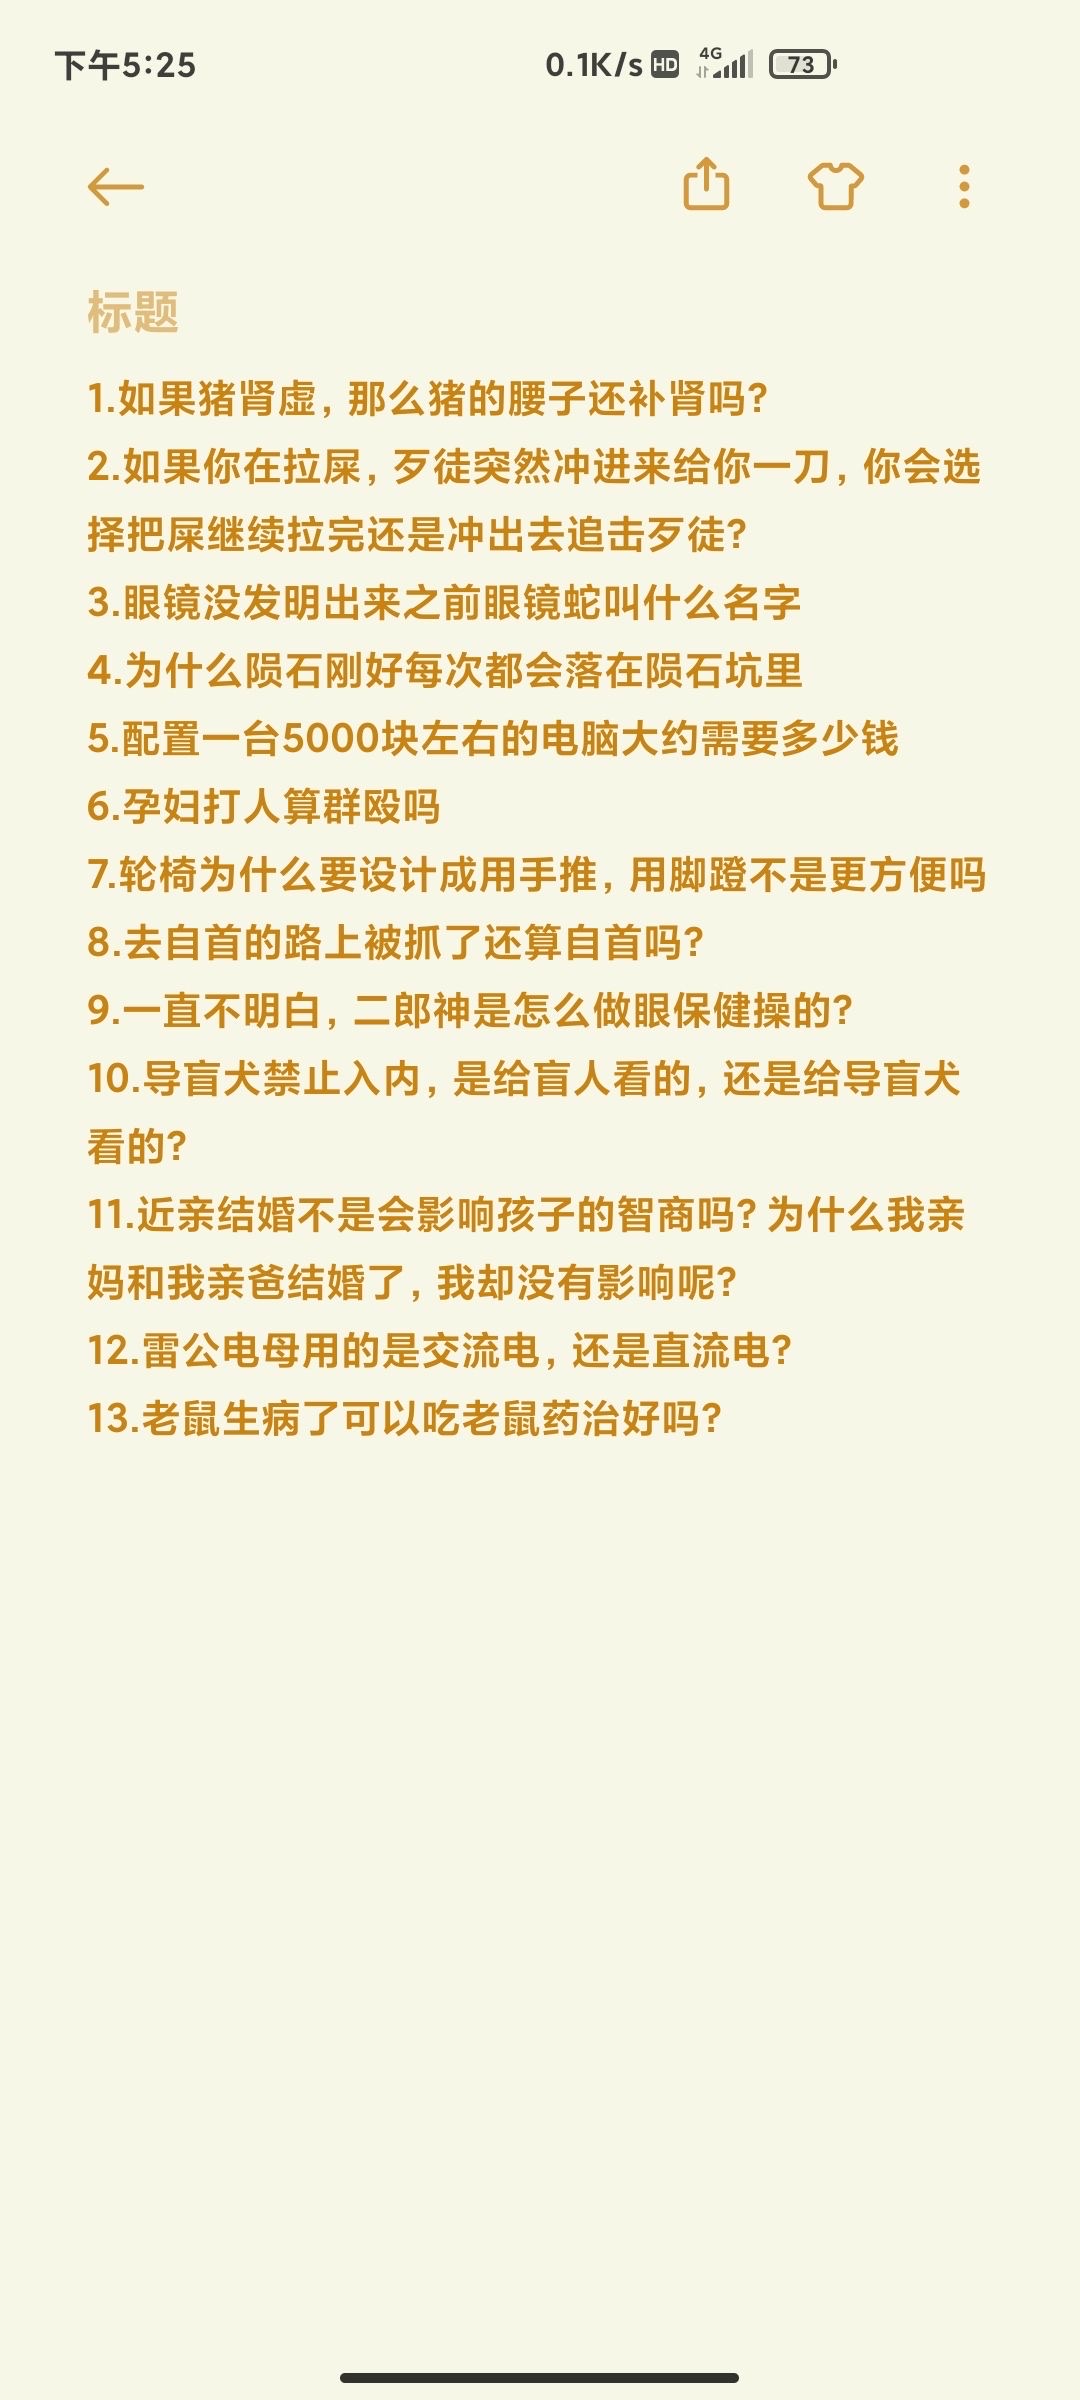 下午5:25
0.1K/s HD 4G 73
标题
1.如果猪肾虚，那么猪的腰子还补肾吗？
2.如果你在拉屎，歹徒突然冲进来给你一刀，你会选
择把屎继续拉完还是冲出去追击歹徒？
3.眼镜没发明出来之前眼镜蛇叫什么名字
4.为什么陨石刚好每次都会落在陨石坑里
5.配置一台5000块左右的电脑大约需要多少钱
6.孕妇打人算群殴吗
7.轮椅为什么要设计成用手推，用脚蹬不是更方便吗
8.去自首的路上被抓了还算自首吗？
9.一直不明白，二郎神是怎么做眼保健操的？
10.导盲犬禁止入内，是给盲人看的，还是给导盲犬
看的？
11.近亲结婚不是会影响孩子的智商吗？为什么我亲
妈和我亲爸结婚了，我却没有影响呢？
12.雷公电母用的是交流电，还是直流电？
13.老鼠生病了可以吃老鼠药治好吗？